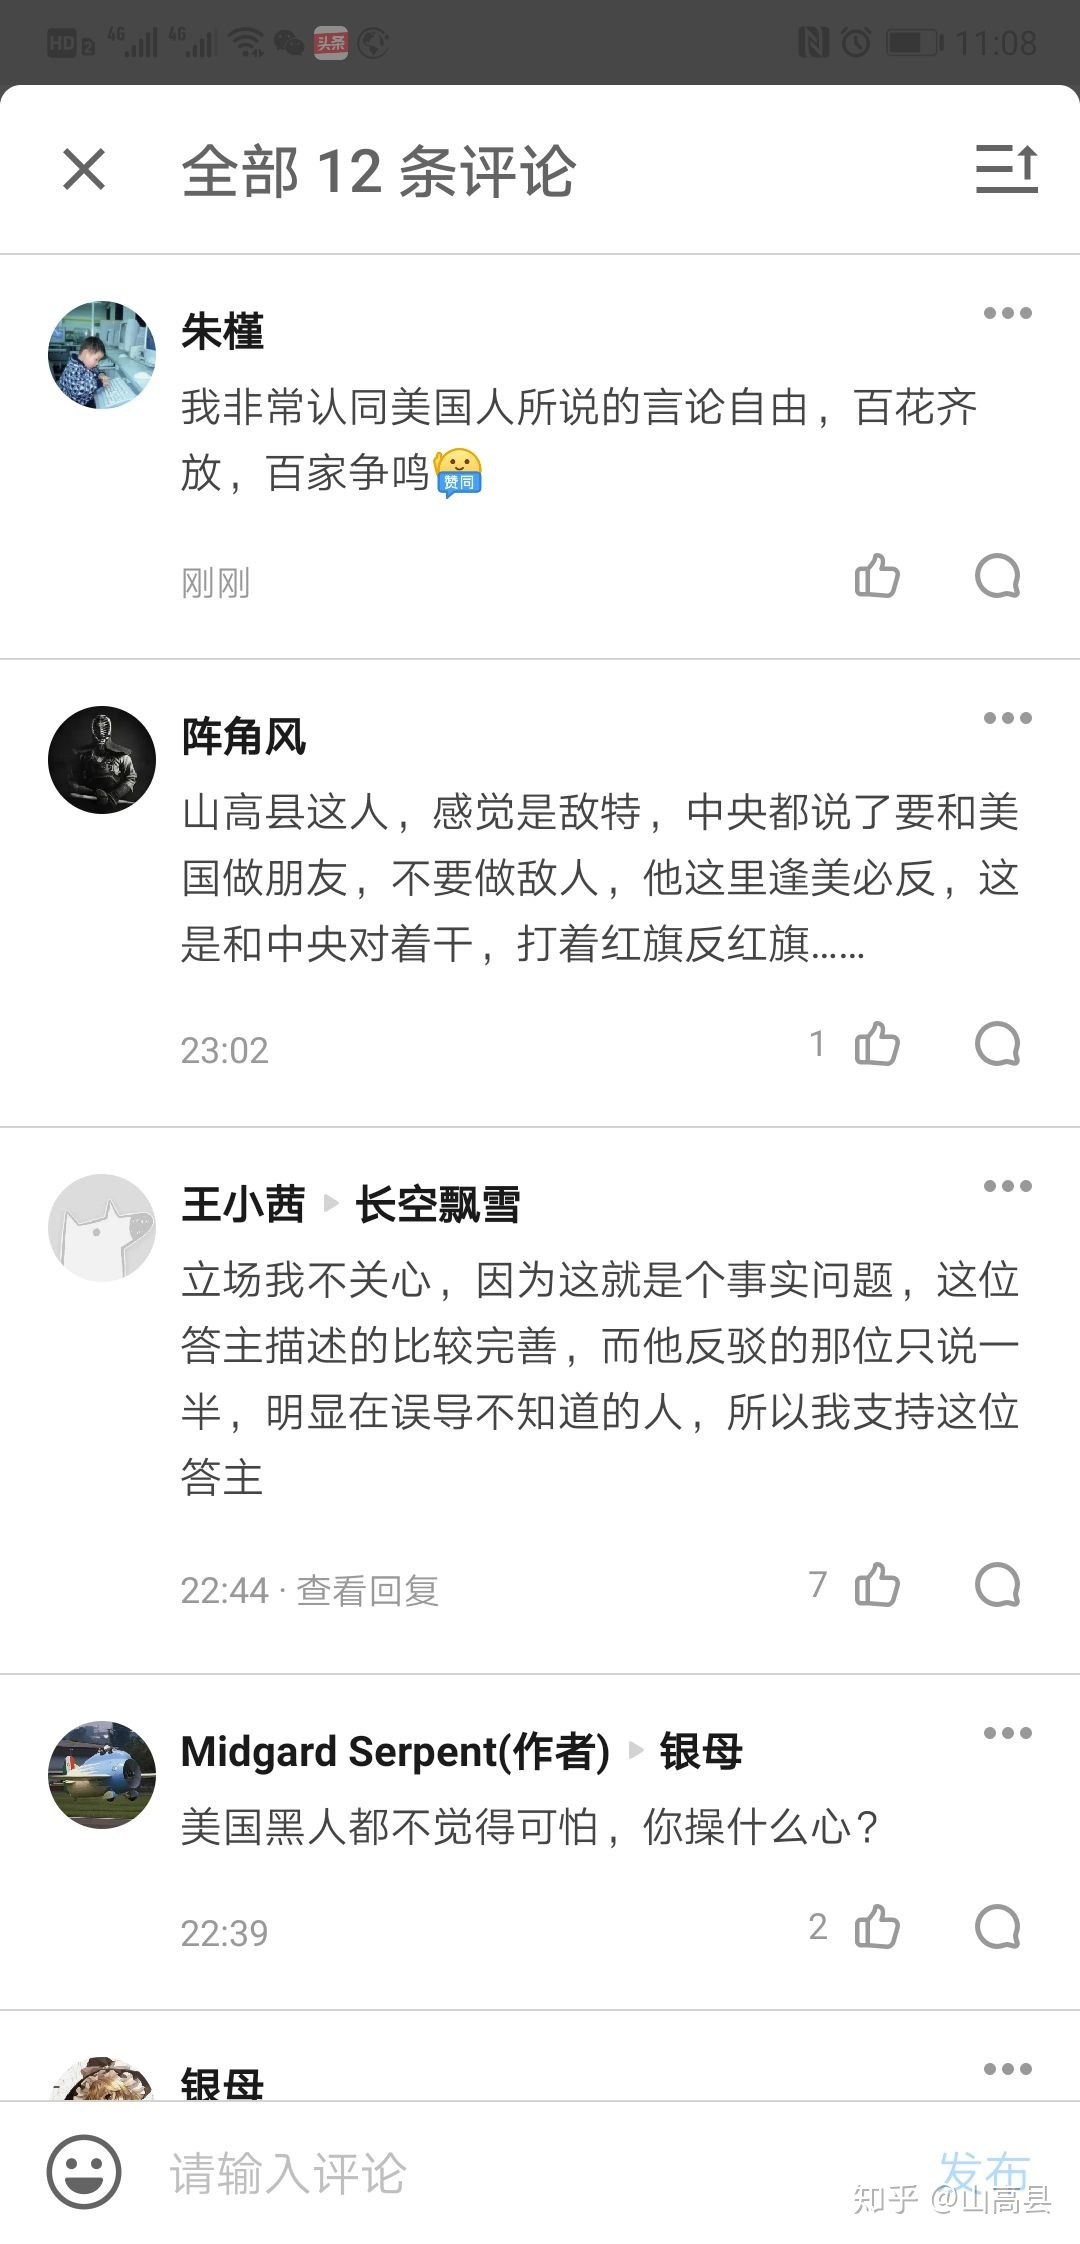 HD 2 4G 4G 头条 11:08
全部 12 条评论
朱槿
我非常认同美国人所说的言论自由，百花齐
放，百家争鸣
赞同
刚刚
阵角风
山高县这人，感觉是敌特，中央都说了要和美
国做朋友，不要做敌人，他这里逢美必反，这
是和中央对着干，打着红旗反红旗......
23:02 1
王小茜 长空飘雪
立场我不关心，因为这就是个事实问题，这位
答主描述的比较完善，而他反驳的那位只说一
半，明显在误导不知道的人，所以我支持这位
答主
22:44 · 查看回复 7
Midgard Serpent(作者) 银母
美国黑人都不觉得可怕，你操什么心？
22:39 2
银母
请输入评论 发布
知乎 @山高县